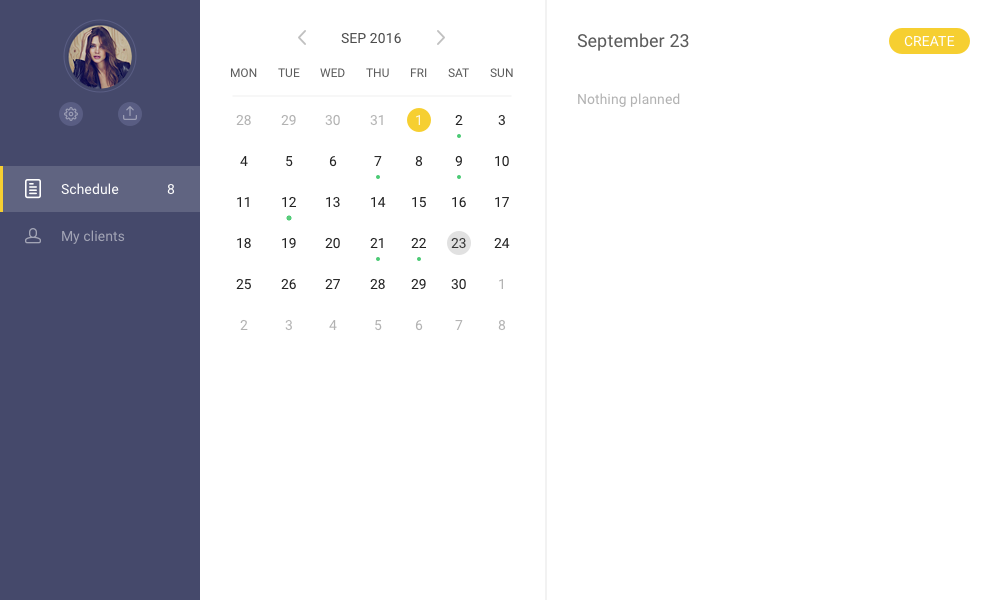 Schedule 8
My clients
SEP 2016
MON TUE WED THU FRI SAT SUN
28 29 30 31 1 2 3
4 5 6 7 8 9 10
11 12 13 14 15 16 17
18 19 20 21 22 23 24
25 26 27 28 29 30 1
2 3 4 5 6 7 8
September 23
CREATE
Nothing planned